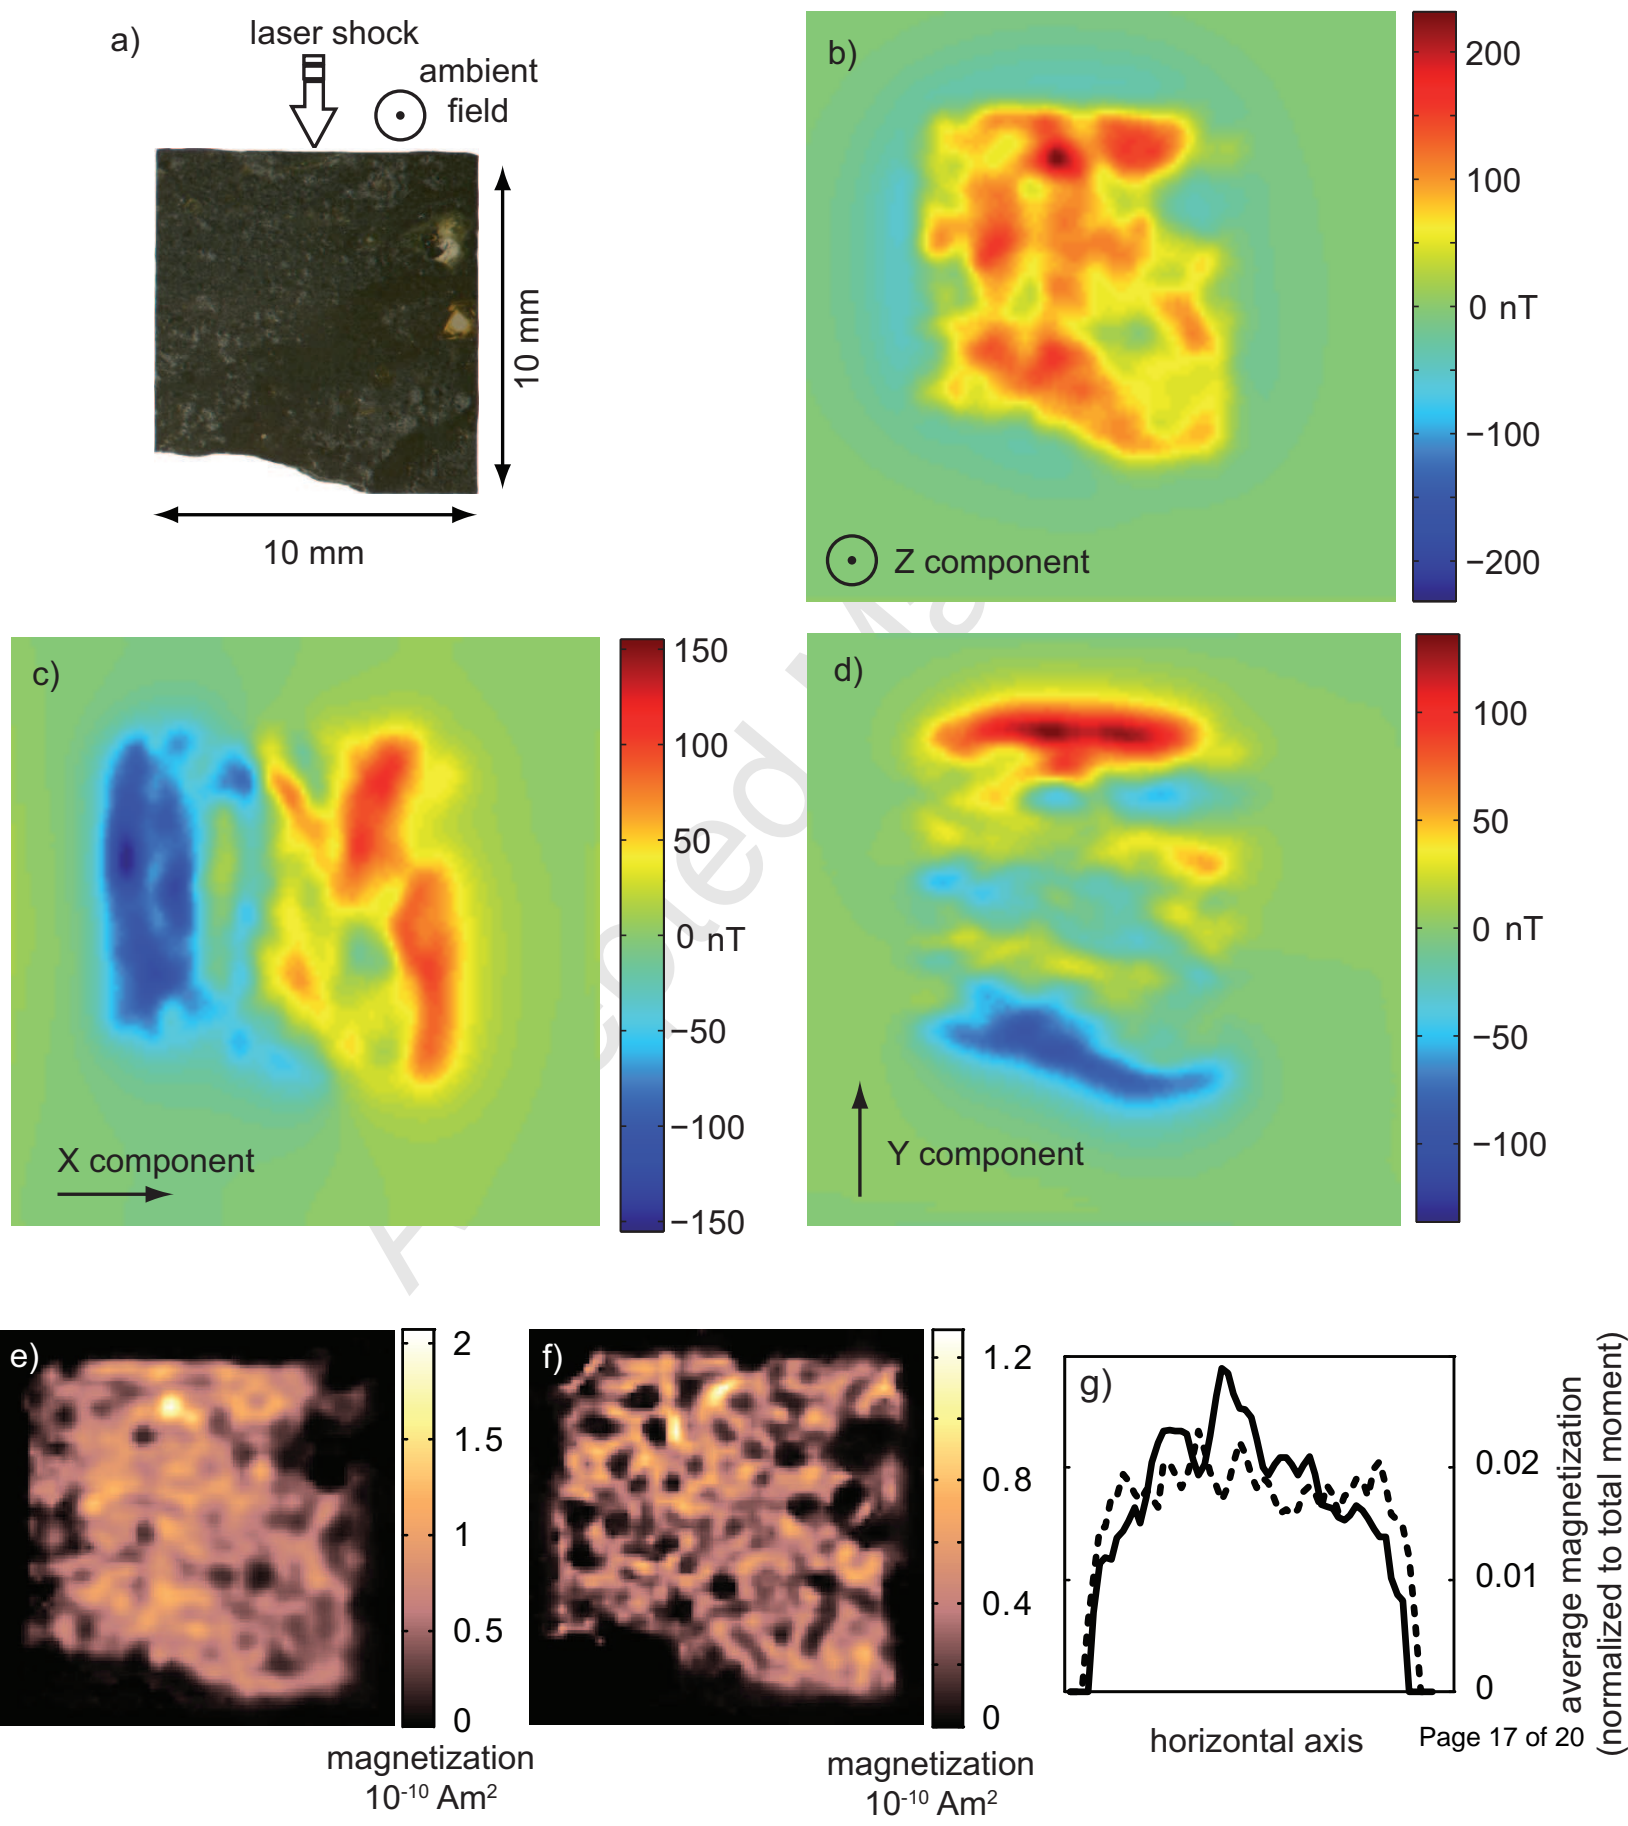 a)
laser shock
ambient
field
10 mm
10 mm
b)
Z component
200
100
0 nT
−100
−200
c)
X component
150
100
50
0 nT
−50
−100
−150
d)
Y component
100
50
0 nT
−50
−100
e)
2
1.5
1
0.5
0
magnetization
10-10 Am2
f)
1.2
0.8
0.4
0
magnetization
10-10 Am2
g)
0.02
0.01
0
average magnetization
(normalized to total moment)
horizontal axis
Page 17 of 20